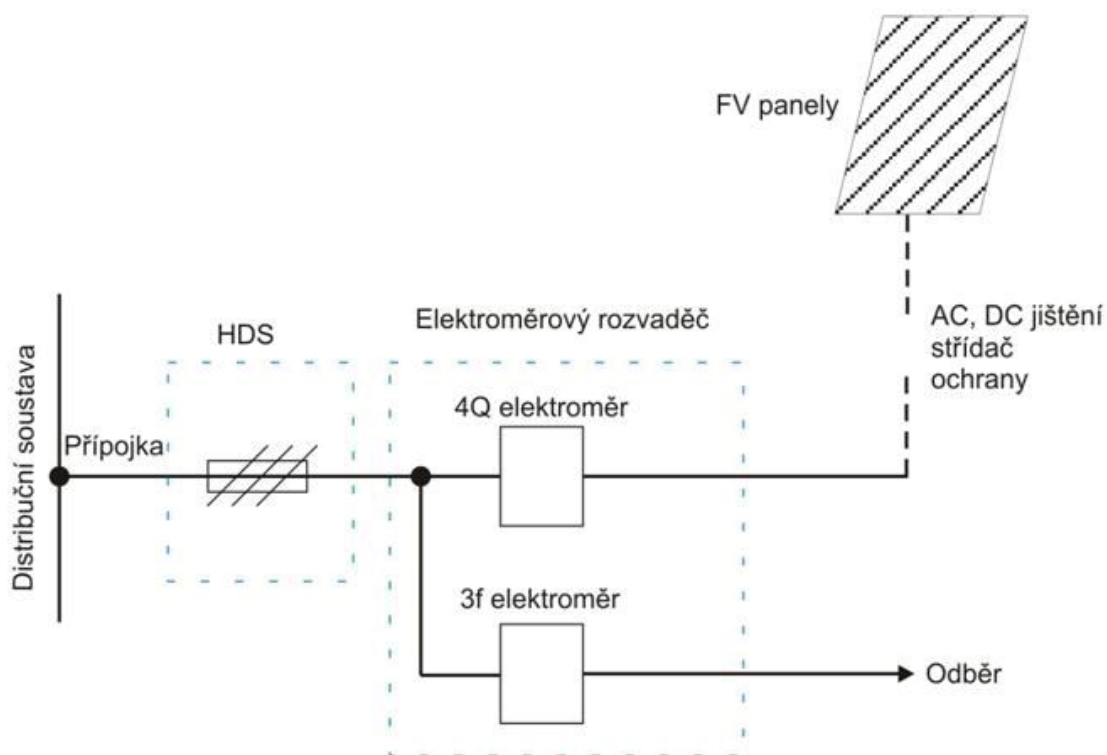 FV panely
AC, DC jištění
střídač
ochrany
HDS
Elektroměrový rozvaděč
4Q elektroměr
Distribuční soustava
Přípojka
3f elektroměr
Odběr